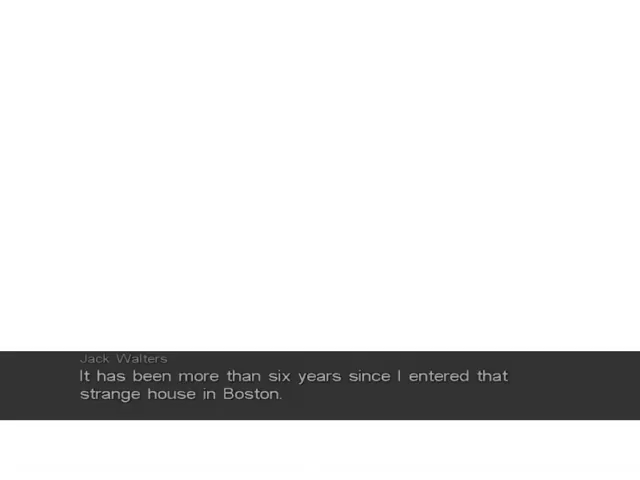 Jack Walters
It has been more than six years since I entered that
strange house in Boston.